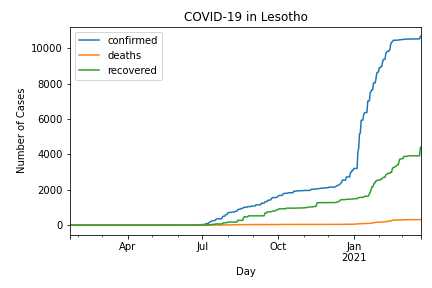 COVID-19 in Lesotho
confirmed
deaths
recovered
Number of Cases
10000
8000
6000
4000
2000
0
Apr
Jul
Oct
Jan
2021
Day